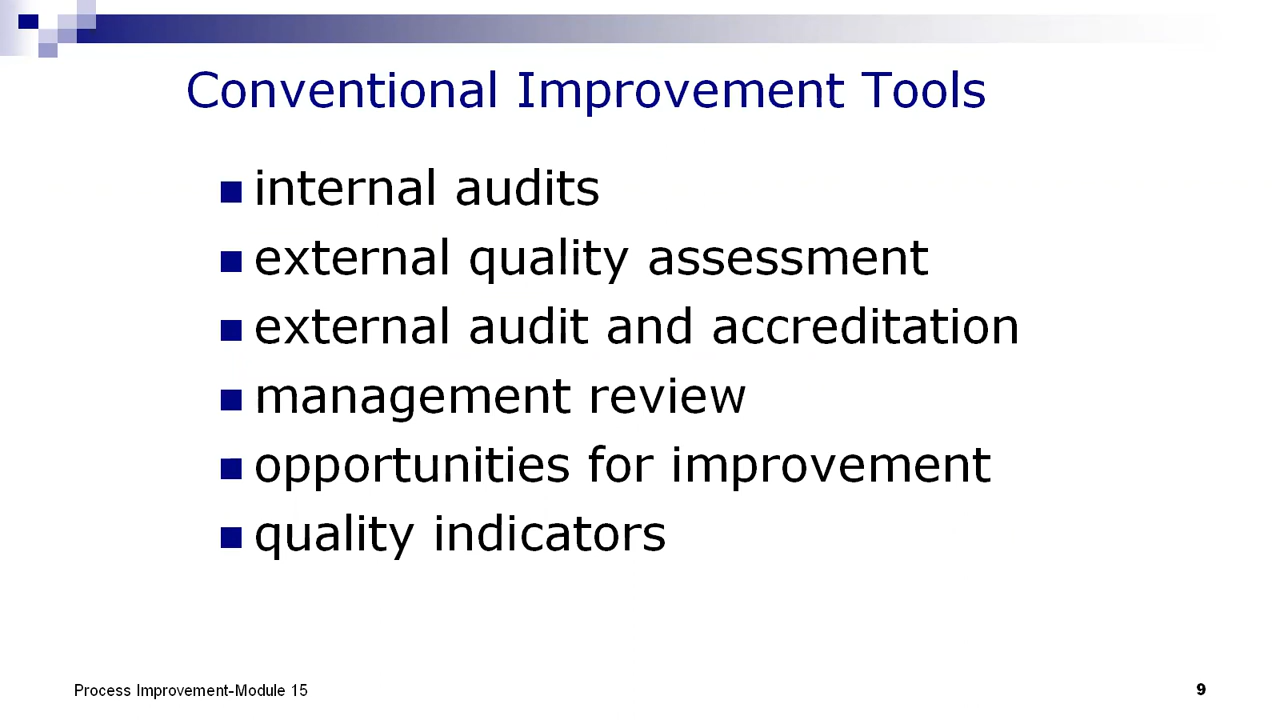 Conventional Improvement Tools
internal audits
external quality assessment
external audit and accreditation
management review
opportunities for improvement
quality indicators
Process Improvement-Module 15
9